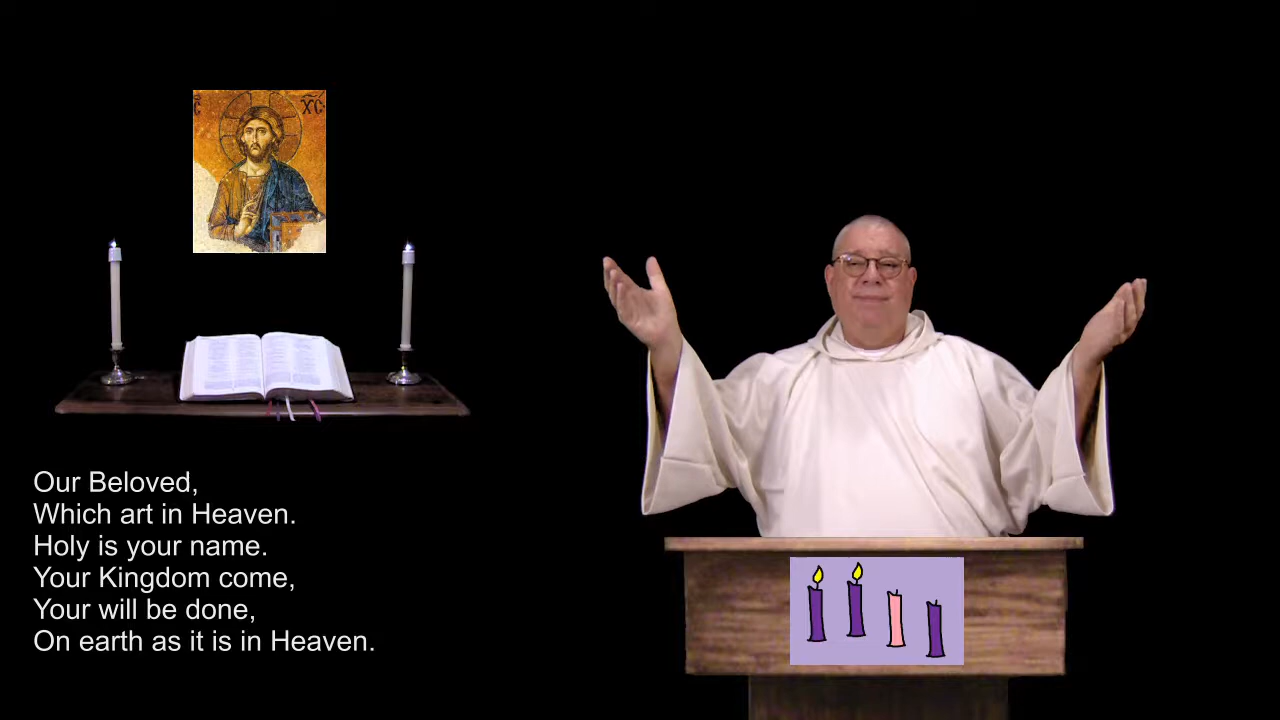 C XC
Our Beloved,
Which art in Heaven.
Holy is your name.
Your Kingdom come,
Your will be done,
On earth as it is in Heaven.